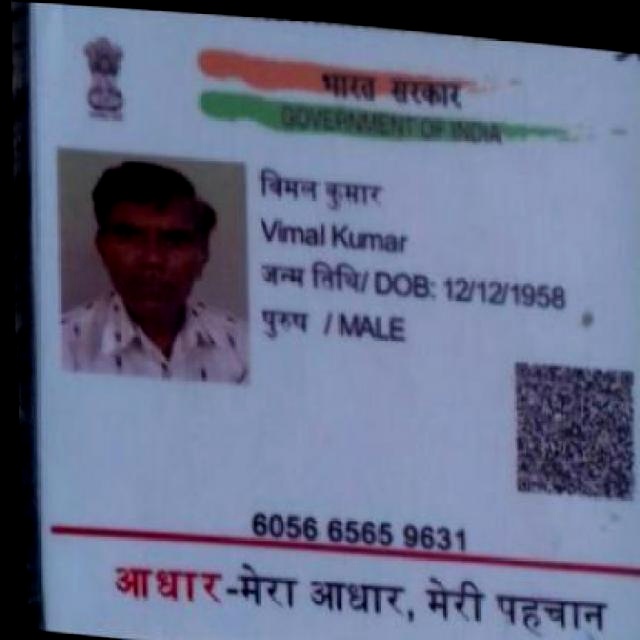 भारत सरकार
GOVERNMENT OF INDIA
विमल कुमार
Vimal Kumar
जन्म तिथि/ DOB: 12/12/1958
पुरुष / MALE
6056 6565 9631
आधार-मेरा आधार, मेरी पहचान